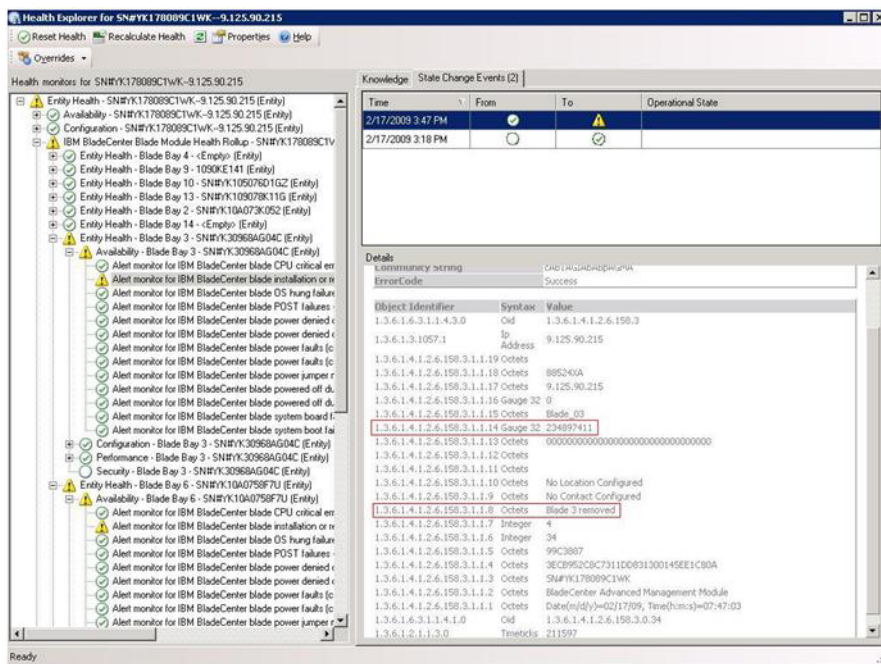 Health Explorer for SN#YK178089C1WK--9.125.90.215
Reset Health Recalculate Health Properties Help
Overrides
Health monitors for SN#YK178089C1WK--9.125.90.215
Entity Health - SN#YK178089C1WK--9.125.90.215 (Entity)
Availability - SN#YK178089C1WK--9.125.90.215 (Entity)
Configuration - SN#YK178089C1WK--9.125.90.215 (Entity)
IBM BladeCenter Blade Module Health Rollup - SN#YK178089C1V
Entity Health - Blade Bay 4 - <Empty> (Entity)
Entity Health - Blade Bay 9 - 1090KE141 (Entity)
Entity Health - Blade Bay 10 - SN#YK105076D1GZ (Entity)
Entity Health - Blade Bay 13 - SN#YK109078K11G (Entity)
Entity Health - Blade Bay 2 - SN#YK10A073K052 (Entity)
Entity Health - Blade Bay 14 - <Empty> (Entity)
Entity Health - Blade Bay 3 - SN#YK30968AG04C (Entity)
Availability - Blade Bay 3 - SN#YK30968AG04C (Entity)
Alert monitor for IBM BladeCenter blade CPU critical err
Alert monitor for IBM BladeCenter blade installation or re
Alert monitor for IBM BladeCenter blade OS hung failure
Alert monitor for IBM BladeCenter blade POST failures -
Alert monitor for IBM BladeCenter blade power denied c
Alert monitor for IBM BladeCenter blade power denied c
Alert monitor for IBM BladeCenter blade power faults (c
Alert monitor for IBM BladeCenter blade power faults (c
Alert monitor for IBM BladeCenter blade power jumper r
Alert monitor for IBM BladeCenter blade powered off du
Alert monitor for IBM BladeCenter blade powered off du
Alert monitor for IBM BladeCenter blade system board f
Alert monitor for IBM BladeCenter blade system boot fai
Configuration - Blade Bay 3 - SN#YK30968AG04C (Entity)
Performance - Blade Bay 3 - SN#YK30968AG04C (Entity)
Security - Blade Bay 3 - SN#YK30968AG04C (Entity)
Entity Health - Blade Bay 6 - SN#YK10A0758F7U (Entity)
Availability - Blade Bay 6 - SN#YK10A0758F7U (Entity)
Alert monitor for IBM BladeCenter blade CPU critical err
Alert monitor for IBM BladeCenter blade installation or re
Alert monitor for IBM BladeCenter blade OS hung failure
Alert monitor for IBM BladeCenter blade POST failures -
Alert monitor for IBM BladeCenter blade power denied c
Alert monitor for IBM BladeCenter blade power denied c
Alert monitor for IBM BladeCenter blade power faults (c
Alert monitor for IBM BladeCenter blade power faults (c
Alert monitor for IBM BladeCenter blade power jumper r
Knowledge State Change Events (2)
Time From To Operational State
2/17/2009 3:47 PM
2/17/2009 3:18 PM
Details
Community String
ErrorCode Success
Object Identifier Syntax Value
1.3.6.1.6.3.1.1.4.3.0 Oid 1.3.6.1.4.1.2.6.158.3
1.3.6.1.3.1057.1 Ip Address 9.125.90.215
1.3.6.1.4.1.2.6.158.3.1.1.19 Octets
1.3.6.1.4.1.2.6.158.3.1.1.18 Octets 88524XA
1.3.6.1.4.1.2.6.158.3.1.1.17 Octets 9.125.90.215
1.3.6.1.4.1.2.6.158.3.1.1.16 Gauge 32 0
1.3.6.1.4.1.2.6.158.3.1.1.15 Octets Blade_03
1.3.6.1.4.1.2.6.158.3.1.1.14 Gauge 32 234897411
1.3.6.1.4.1.2.6.158.3.1.1.13 Octets 00000000000000000000000000000000
1.3.6.1.4.1.2.6.158.3.1.1.12 Octets
1.3.6.1.4.1.2.6.158.3.1.1.11 Octets
1.3.6.1.4.1.2.6.158.3.1.1.10 Octets No Location Configured
1.3.6.1.4.1.2.6.158.3.1.1.9 Octets No Contact Configured
1.3.6.1.4.1.2.6.158.3.1.1.8 Octets Blade 3 removed
1.3.6.1.4.1.2.6.158.3.1.1.7 Integer 4
1.3.6.1.4.1.2.6.158.3.1.1.6 Integer 34
1.3.6.1.4.1.2.6.158.3.1.1.5 Octets 99C3887
1.3.6.1.4.1.2.6.158.3.1.1.4 Octets 3ECB952C8C7311DD831300145EE1C80A
1.3.6.1.4.1.2.6.158.3.1.1.3 Octets SN#YK178089C1WK
1.3.6.1.4.1.2.6.158.3.1.1.2 Octets BladeCenter Advanced Management Module
1.3.6.1.4.1.2.6.158.3.1.1.1 Octets Date(m/d/y)=02/17/09, Time(h:m:s)=07:47:03
1.3.6.1.6.3.1.1.4.1.0 Oid 1.3.6.1.4.1.2.6.158.3.0.34
1.3.6.1.2.1.1.3.0 Timeticks 211597
Ready